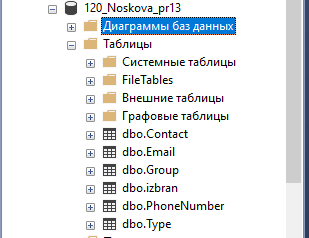 120_Noskova_pr13
Диаграммы баз данных
Таблицы
Системные таблицы
FileTables
Внешние таблицы
Графовые таблицы
dbo.Contact
dbo.Email
dbo.Group
dbo.izbran
dbo.PhoneNumber
dbo.Type